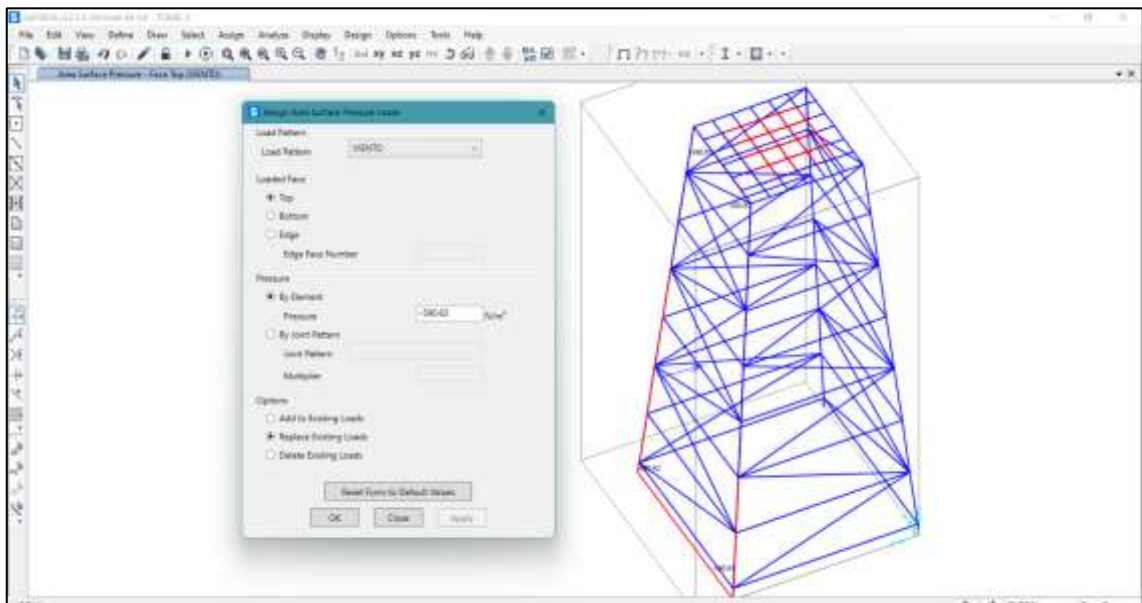 File Edit View Define Draw Select Assign Analyze Display Design Options Tools Help
Area Surface Pressure - Face Top (VIENTO)
Assign Area Surface Pressure Loads
Load Pattern
Load Pattern VIENTO
Loaded Face
Top
Bottom
Edge
Edge Face Number
Pressure
By Element
Pressure N/m²
By Joint Pattern
Joint Pattern
Multiplier
Options
Add to Existing Loads
Replace Existing Loads
Delete Existing Loads
Reset Form to Default Values
OK Close Apply